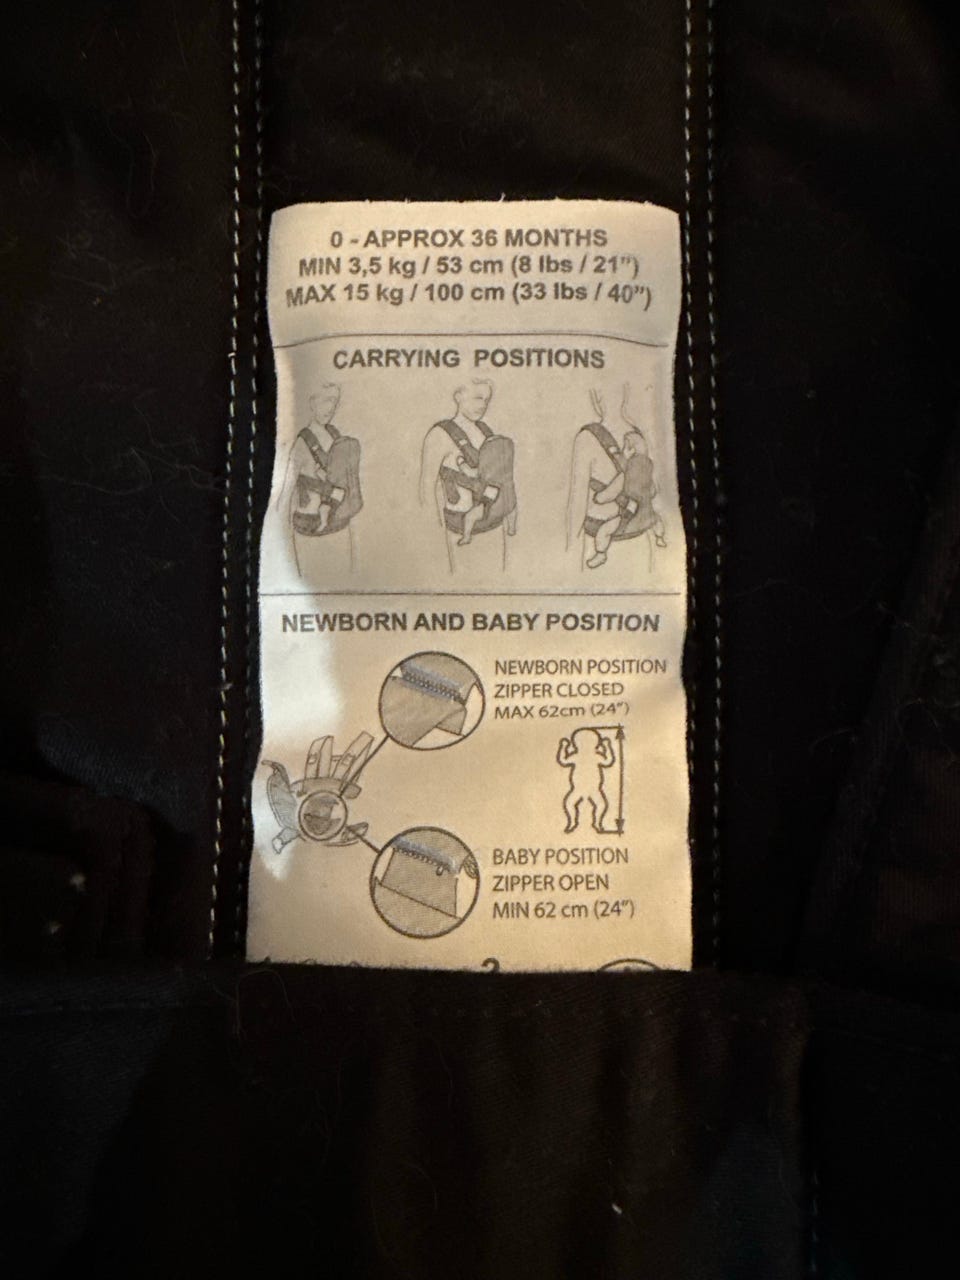 0 - APPROX 36 MONTHS
MIN 3,5 kg / 53 cm (8 lbs / 21")
MAX 15 kg / 100 cm (33 lbs / 40")
CARRYING POSITIONS
NEWBORN AND BABY POSITION
NEWBORN POSITION
ZIPPER CLOSED
MAX 62cm (24")
BABY POSITION
ZIPPER OPEN
MIN 62 cm (24")